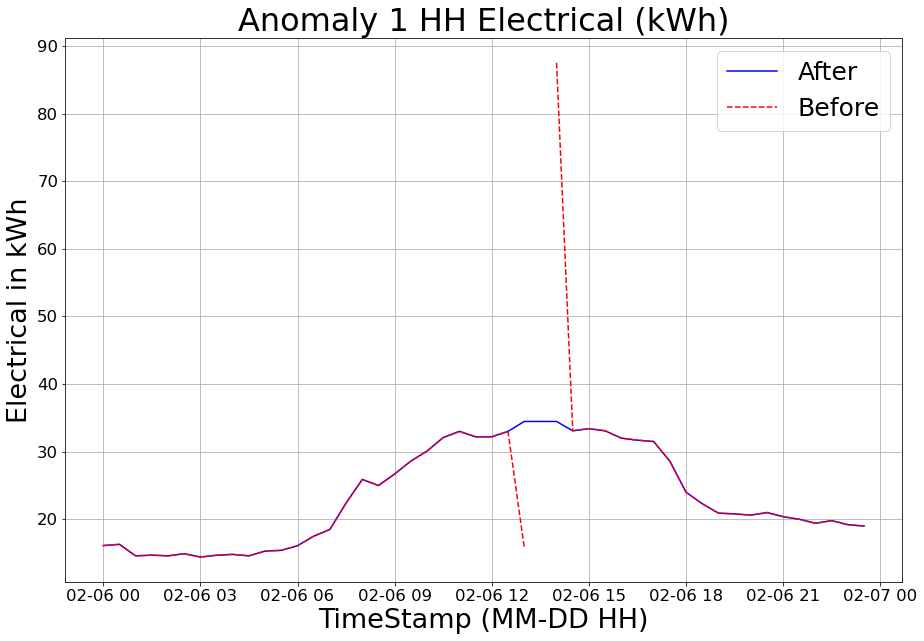 Anomaly 1 HH Electrical (kWh)
After
Before
Electrical in kWh
90
80
70
60
50
40
30
20
02-06 00 02-06 03 02-06 06 02-06 09 02-06 12 02-06 15 02-06 18 02-06 21 02-07 00
TimeStamp (MM-DD HH)